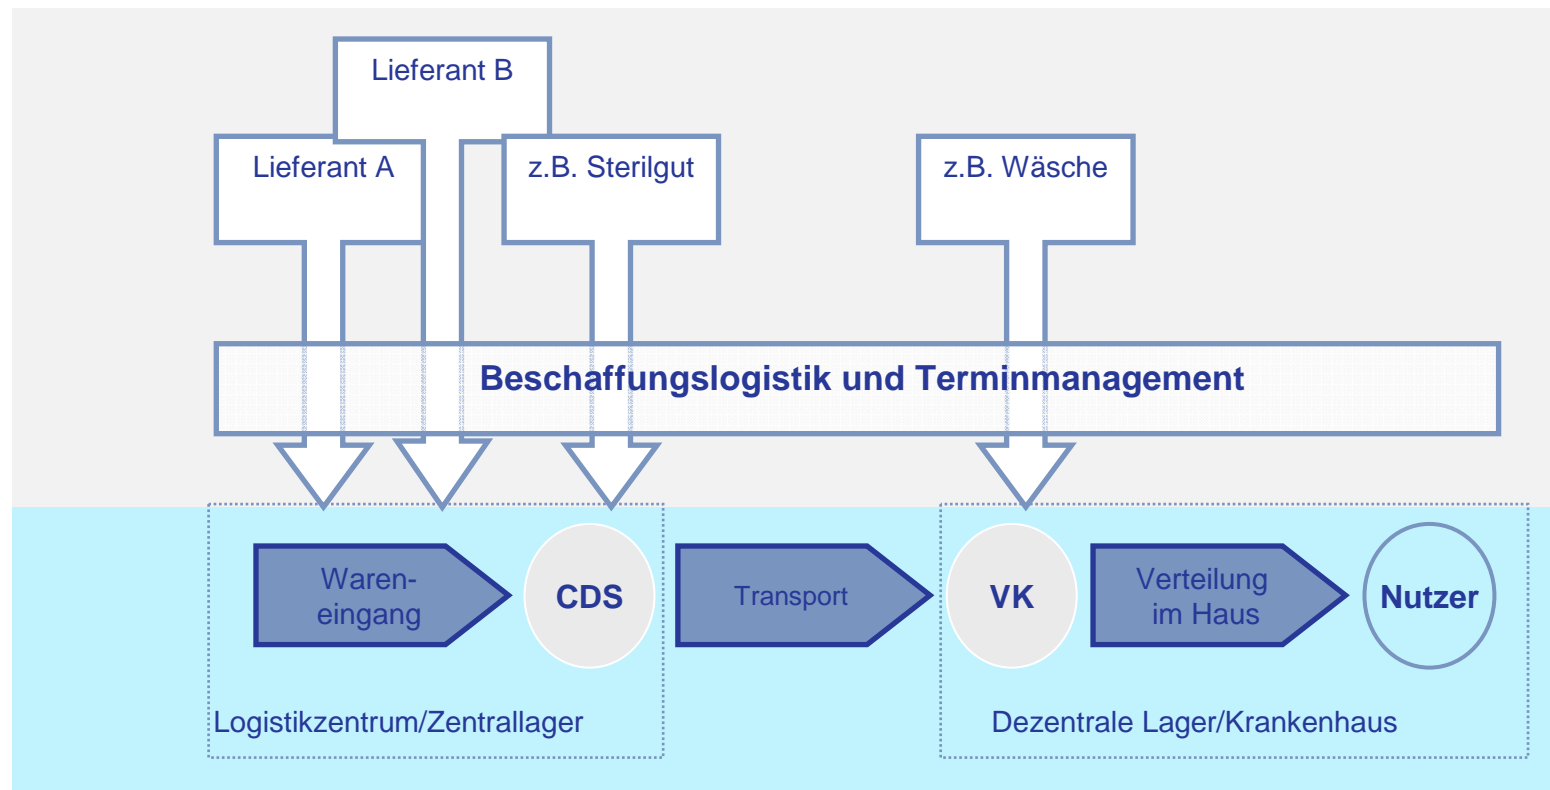 Lieferant B
Lieferant A
z.B. Sterilgut
z.B. Wäsche
Beschaffungslogistik und Terminmanagement
Waren-
eingang
CDS
Transport
VK
Verteilung
im Haus
Nutzer
Logistikzentrum/Zentrallager
Dezentrale Lager/Krankenhaus